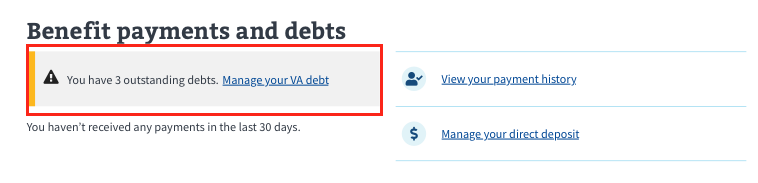 Benefit payments and debts
You have 3 outstanding debts. Manage your VA debt
You haven't received any payments in the last 30 days.
View your payment history
Manage your direct deposit